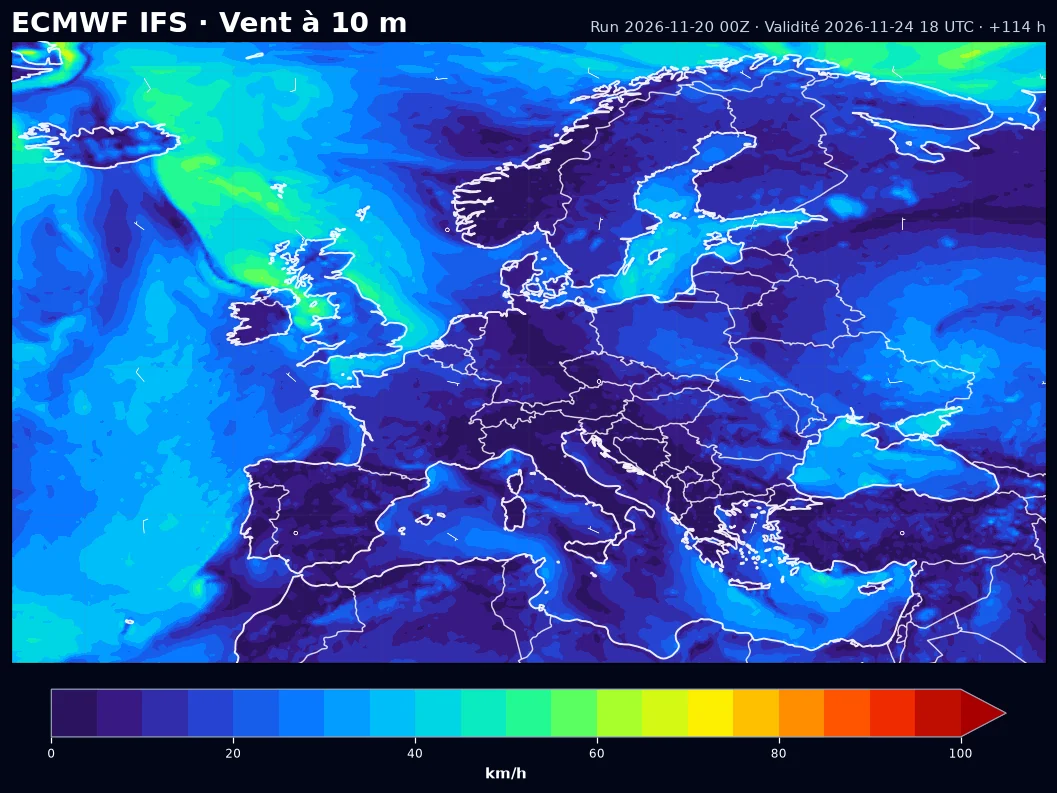 ECMWF IFS · Vent à 10 m
Run 2026-11-20 00Z · Validité 2026-11-24 18 UTC · +114 h
0 20 40 60 80 100
km/h